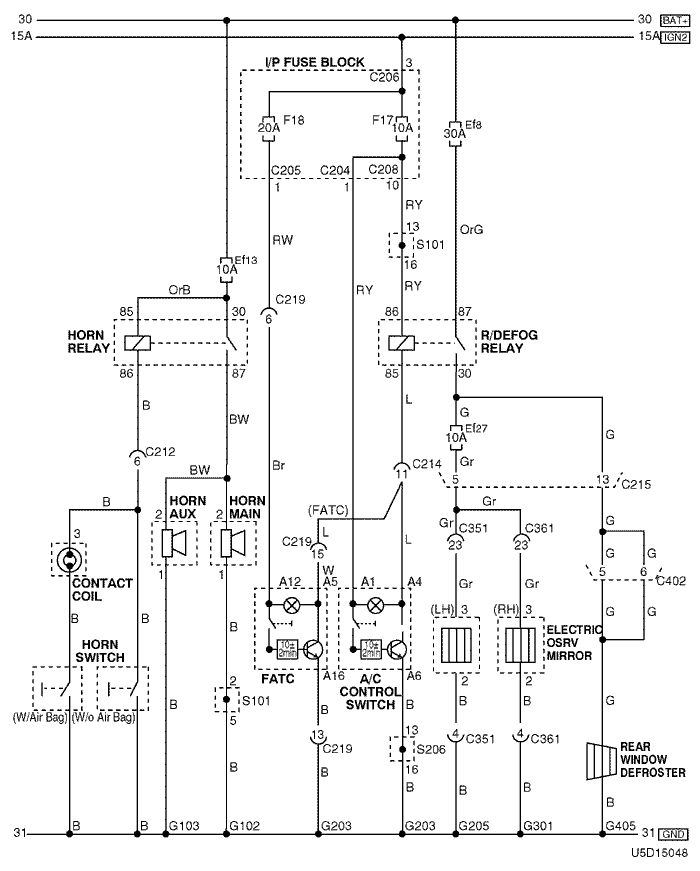 30
30 BAT+
15A
15A IGN2
I/P FUSE BLOCK
3
C206
F18
20A
F17
10A
Ef8
30A
C205
C204
C208
1
1
10
RY
13
S101
16
RW
OrG
Ef13
10A
OrB
C219
6
RY
RY
85
30
86
87
HORN
RELAY
R/DEFOG
RELAY
86
87
85
30
B
BW
L
G
Ef27
10A
G
C212
6
BW
Br
C214
11
Gr
5
13
C215
B
2
HORN
AUX
2
HORN
MAIN
(FATC)
L
Gr
Gr
C351
23
C361
23
3
C219
15
L
G
G
CONTACT
COIL
1
1
W
A12
A5
A1
A4
Gr
Gr
5
6
C402
(LH)
3
(RH)
3
G
G
B
B
B
HORN
SWITCH
10±
2min
10±
2min
ELECTRIC
OSRV
MIRROR
FATC
A16
A/C
CONTROL
SWITCH
A6
2
2
2
S101
5
(W/Air Bag)
(W/o Air Bag)
B
B
B
B
B
G
13
C219
13
S206
16
4
C351
4
C361
REAR
WINDOW
DEFROSTER
B
B
B
B
B
B
31
B
B
G103
G102
G203
G203
G205
G301
G405
31 GND
U5D15048